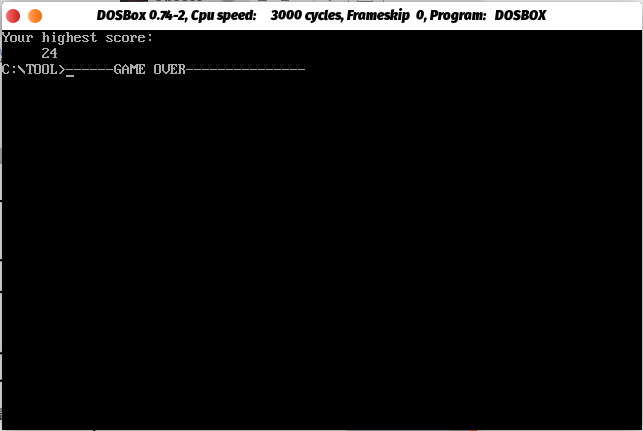 DOSBox 0.74-2, Cpu speed: 3000 cycles, Frameskip 0, Program: DOSBOX
Your highest score:
24
C:\TOOL>_------GAME OVER---------------